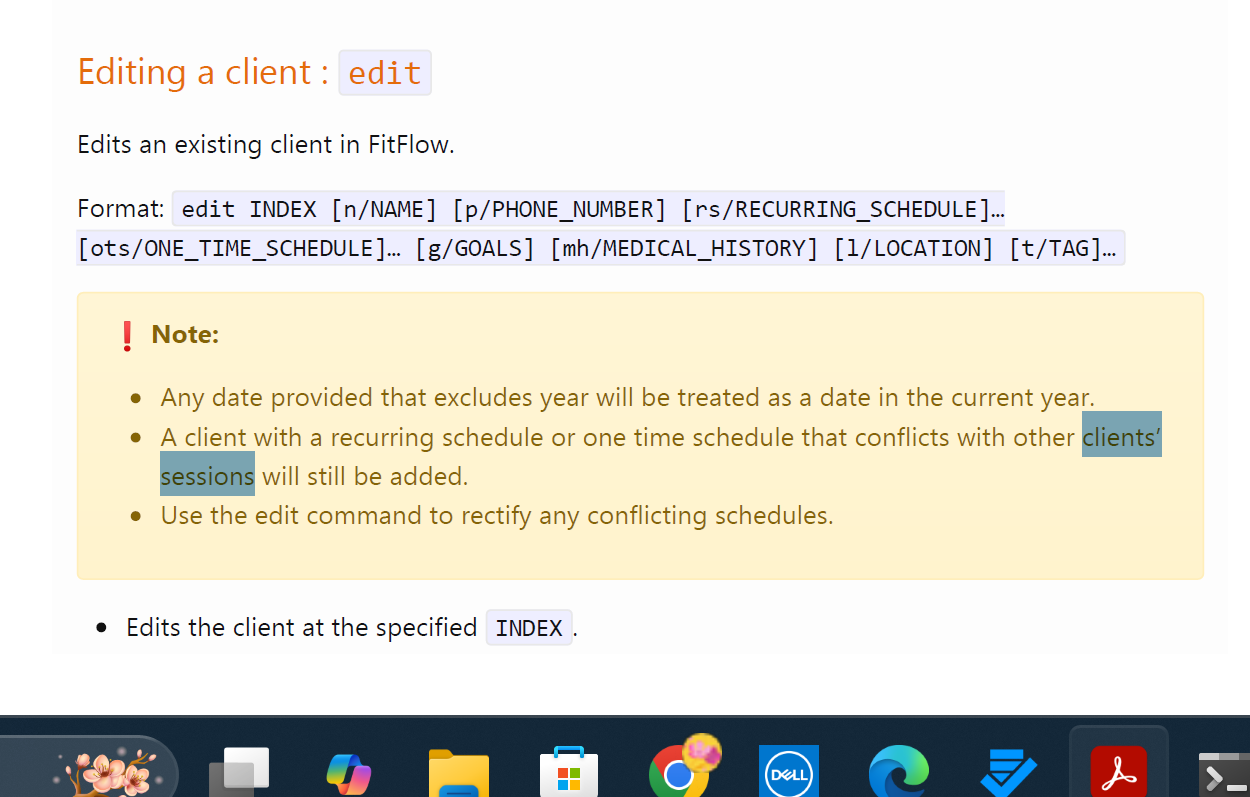 Editing a client : edit
Edits an existing client in FitFlow.
Format: edit INDEX [n/NAME] [p/PHONE_NUMBER] [rs/RECURRING_SCHEDULE]…
[ots/ONE_TIME_SCHEDULE]… [g/GOALS] [mh/MEDICAL_HISTORY] [l/LOCATION] [t/TAG]…
❗ Note:
• Any date provided that excludes year will be treated as a date in the current year.
• A client with a recurring schedule or one time schedule that conflicts with other clients’
sessions will still be added.
• Use the edit command to rectify any conflicting schedules.
• Edits the client at the specified INDEX.
DELL